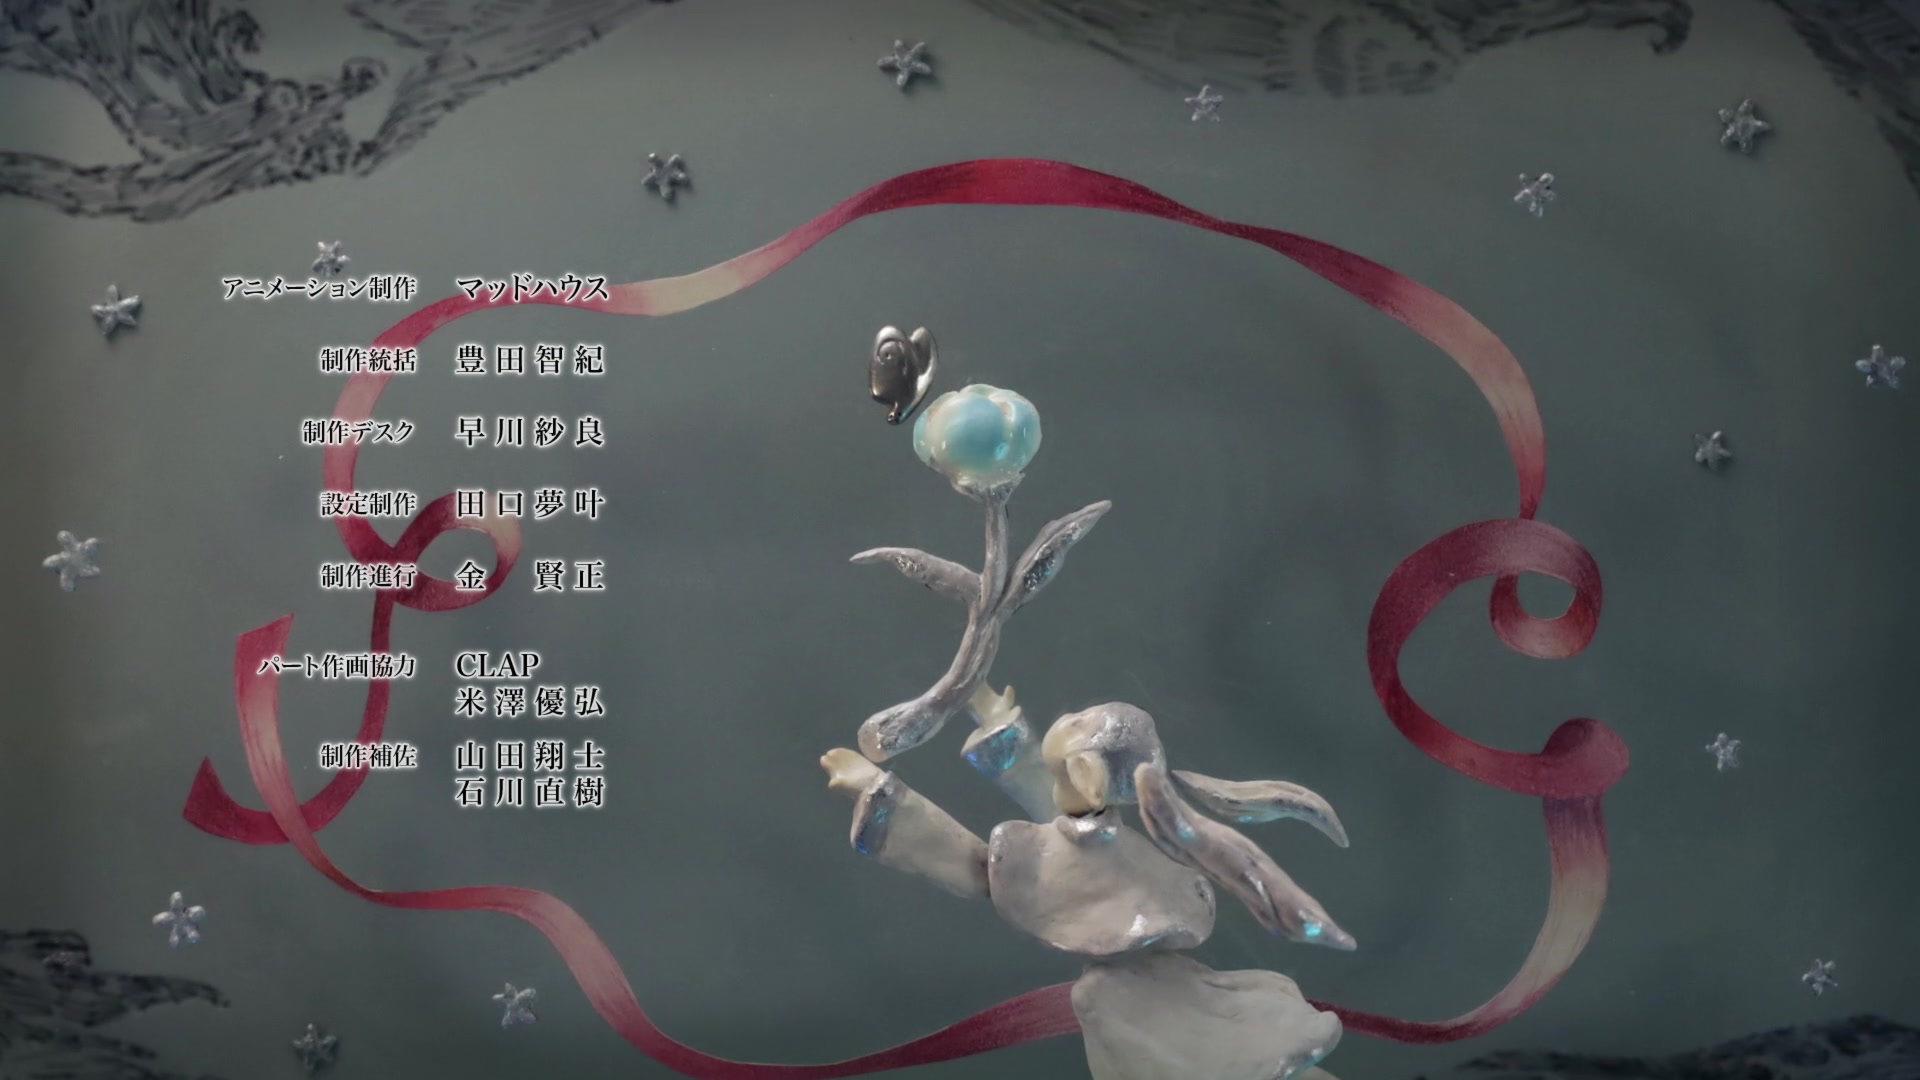 アニメーション制作 マッドハウス
制作統括 豊田智紀
制作デスク 早川紗良
設定制作 田口夢叶
制作進行 金 賢正
パート作画協力 CLAP
米澤優弘
制作補佐 山田翔士
石川直樹